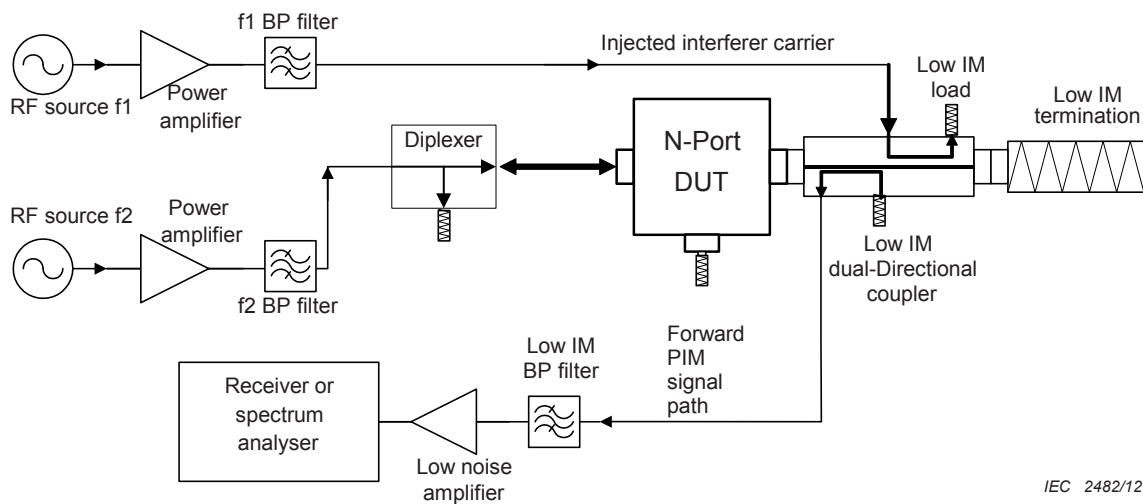 f1 BP filter
Injected interferer carrier
RF source f1
Power
amplifier
Low IM
load
Low IM
termination
Diplexer
N-Port
DUT
RF source f2
Power
amplifier
f2 BP filter
Low IM
dual-Directional
coupler
Forward
PIM
signal
path
Low IM
BP filter
Receiver or
spectrum
analyser
Low noise
amplifier
IEC 2482/12